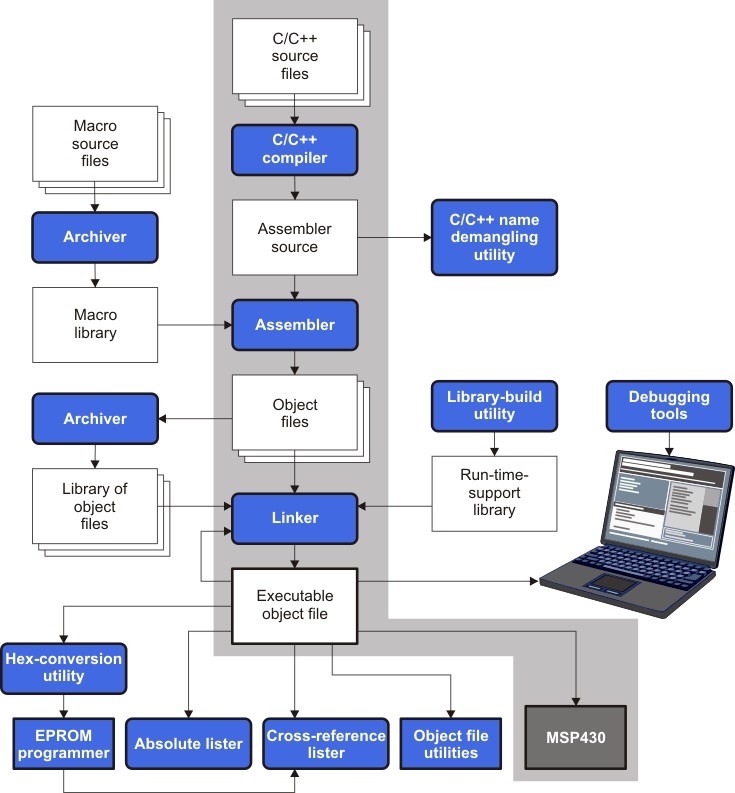 C/C++
source
files
Macro
source
files
C/C++
compiler
Archiver
Assembler
source
C/C++ name
demangling
utility
Macro
library
Assembler
Archiver
Object
files
Library-build
utility
Debugging
tools
Library of
object
files
Linker
Run-time-
support
library
Executable
object file
Hex-conversion
utility
EPROM
programmer
Absolute lister
Cross-reference
lister
Object file
utilities
MSP430